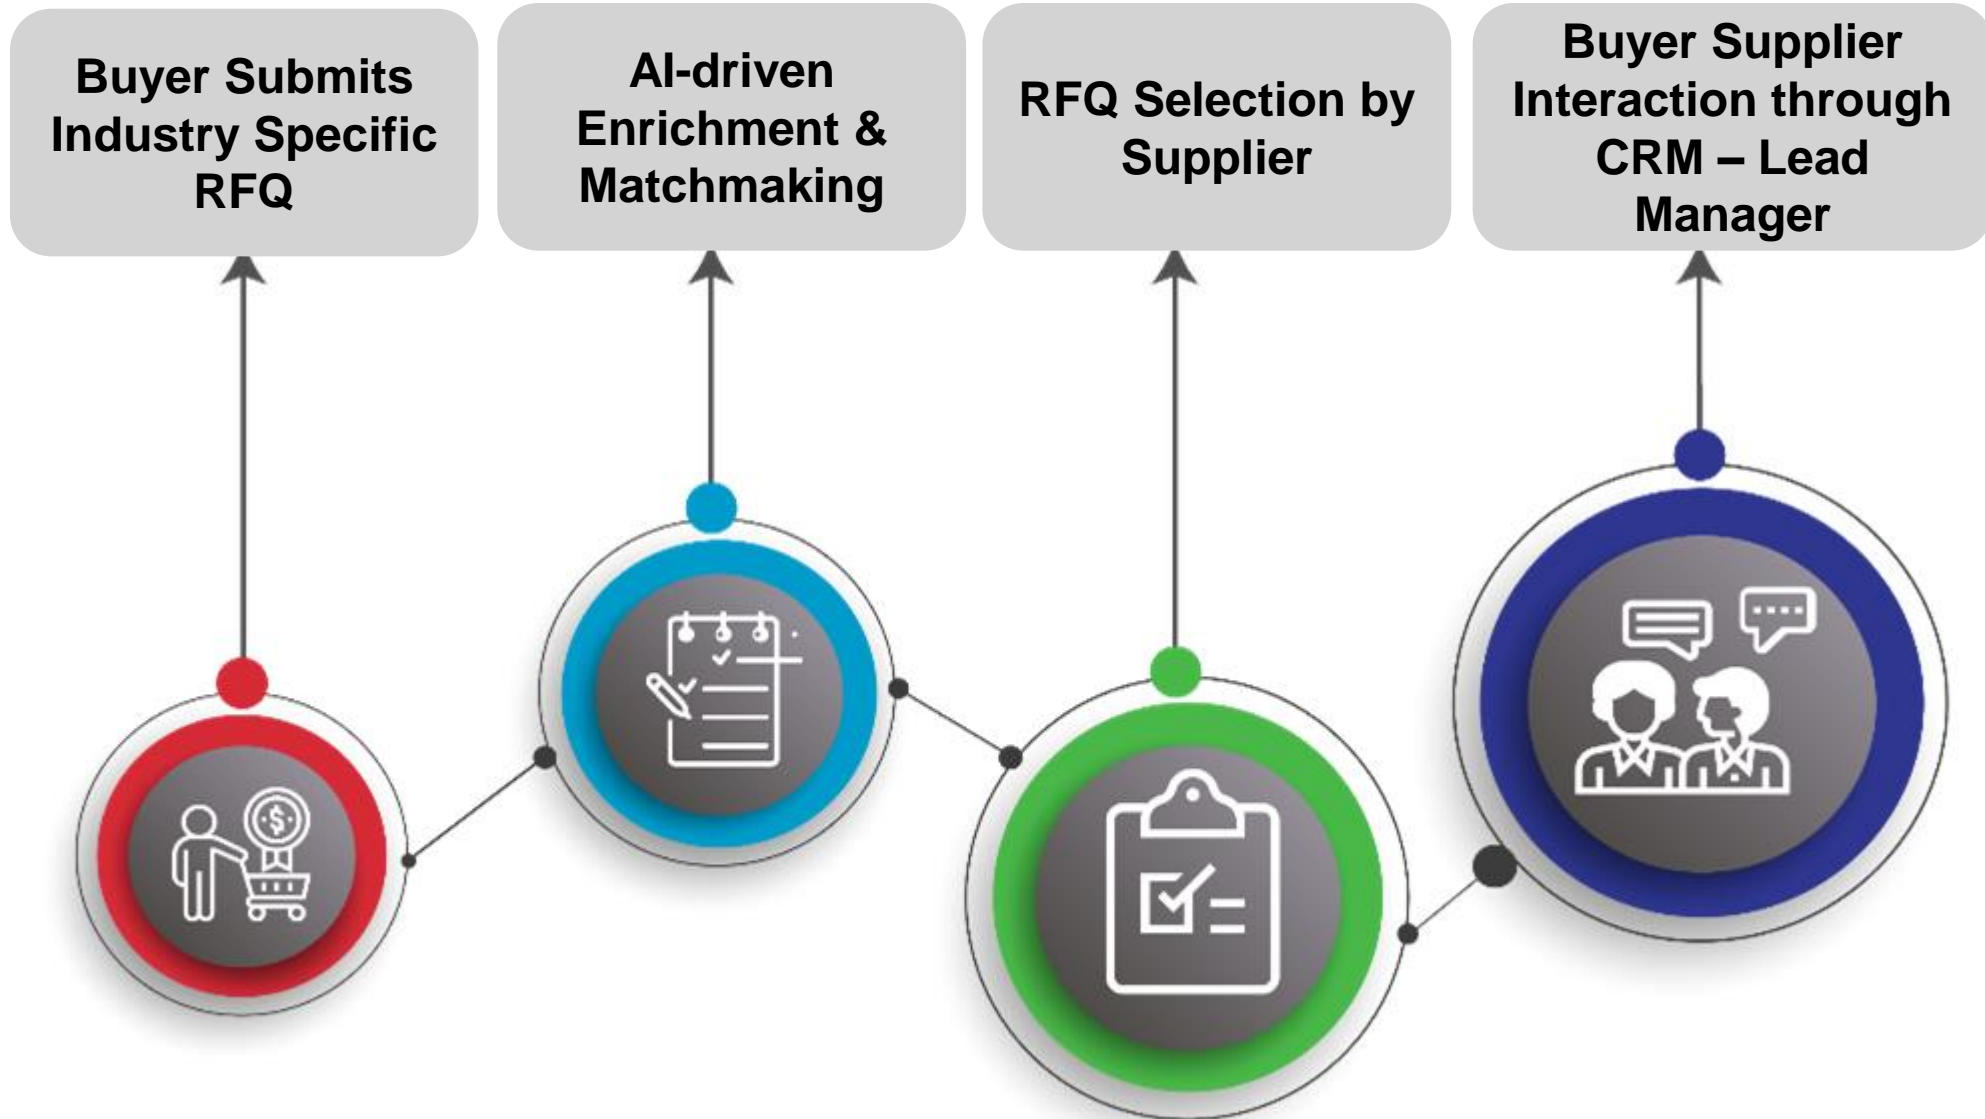 Buyer Submits
Industry Specific
RFQ
AI-driven
Enrichment &
Matchmaking
RFQ Selection by
Supplier
Buyer Supplier
Interaction through
CRM – Lead
Manager
$